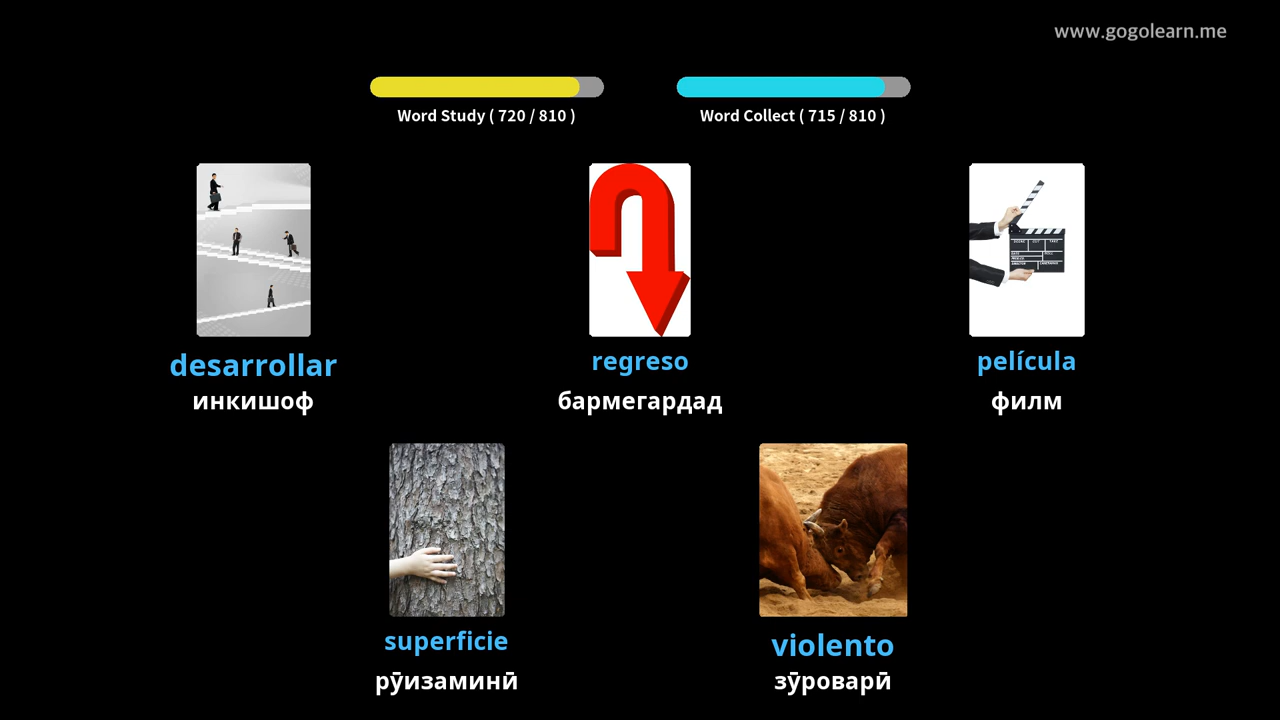 www.gogolearn.me
Word Study ( 720 / 810 )
Word Collect ( 715 / 810 )
desarrollar
regreso
película
инкишоф
бармегардад
филм
superficie
violento
рӯизаминӣ
зӯроварӣ